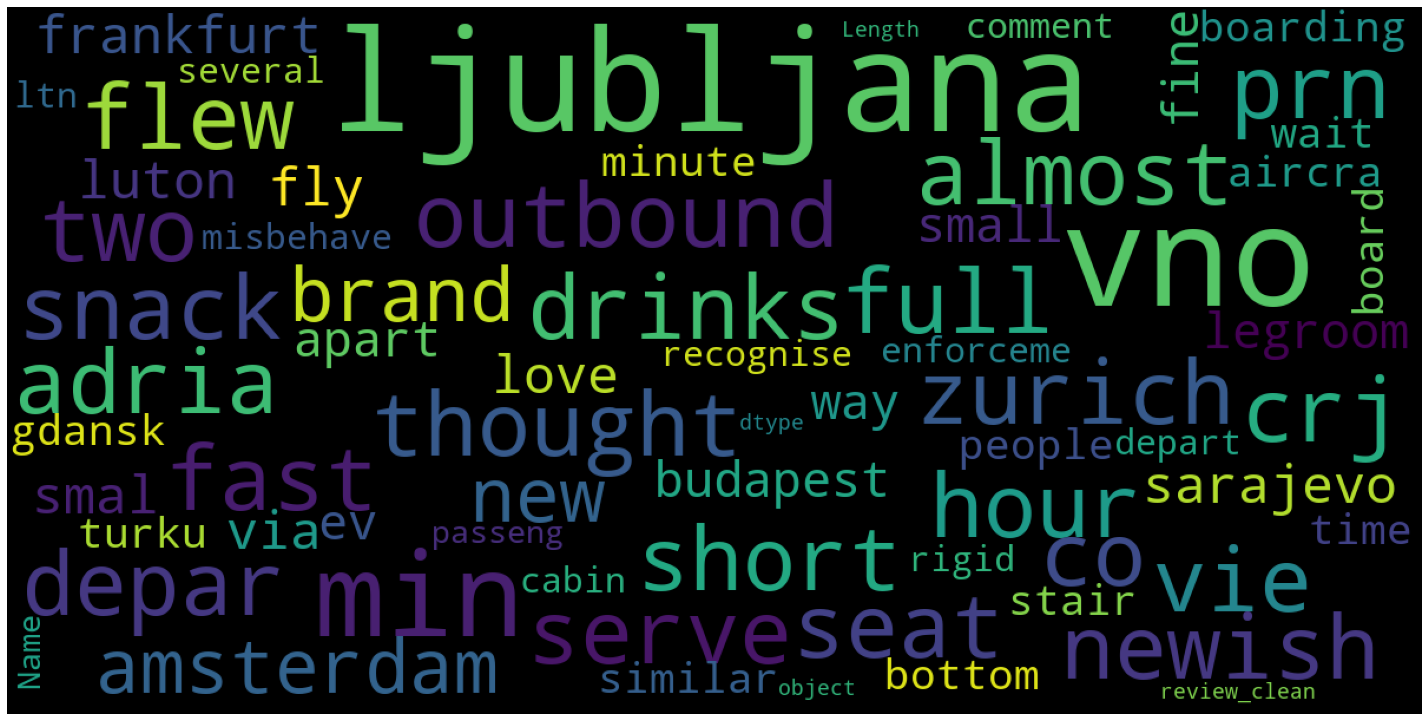 frankfurt
ljubljana
Length
comment
fine
boarding
several
ltn
flew
prn
wait
minute
almost
aircra
luton
fly
two
misbehave
outbound
small
vno
board
snack
brand
drinks
full
legroom
apart
recognise
enforceme
adria
love
zurich
crj
gdansk
thought
dtype
way
people
depart
fast
smal
new
budapest
hour
sarajevo
turku
via
ev
passeng
short
time
depar
min
cabin
rigid
co
vie
stair
serve
seat
newish
Name
amsterdam
similar
object
bottom
review_clean